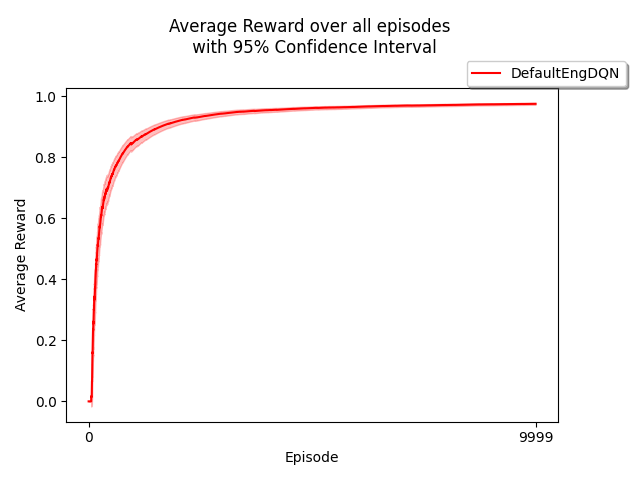 Average Reward over all episodes
with 95% Confidence Interval
DefaultEngDQN
1.0
0.8
0.6
0.4
0.2
0.0
Average Reward
0 9999
Episode